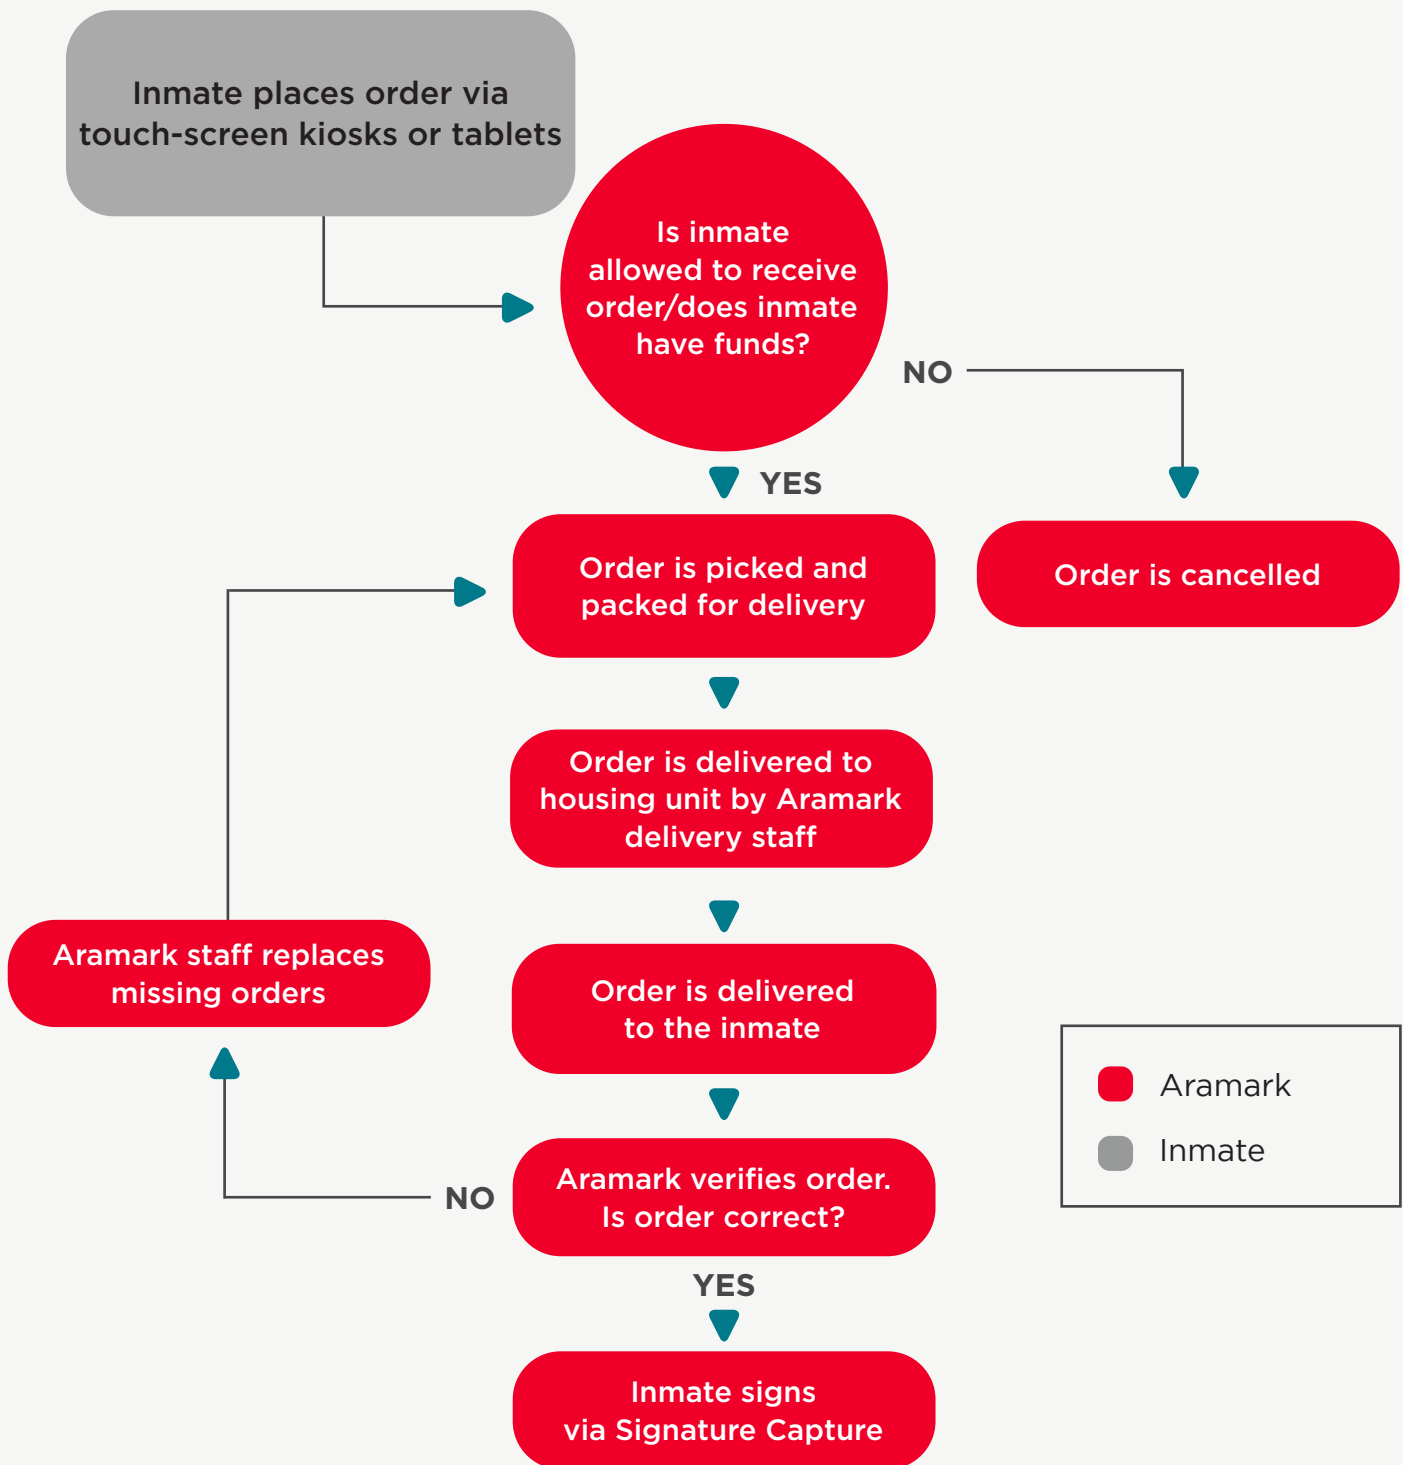 Inmate places order via
touch-screen kiosks or tablets
Is inmate
allowed to receive
order/does inmate
have funds?
NO
YES
Order is picked and
packed for delivery
Order is cancelled
Order is delivered to
housing unit by Aramark
delivery staff
Aramark staff replaces
missing orders
Order is delivered
to the inmate
Aramark
Inmate
Aramark verifies order.
Is order correct?
NO
YES
Inmate signs
via Signature Capture